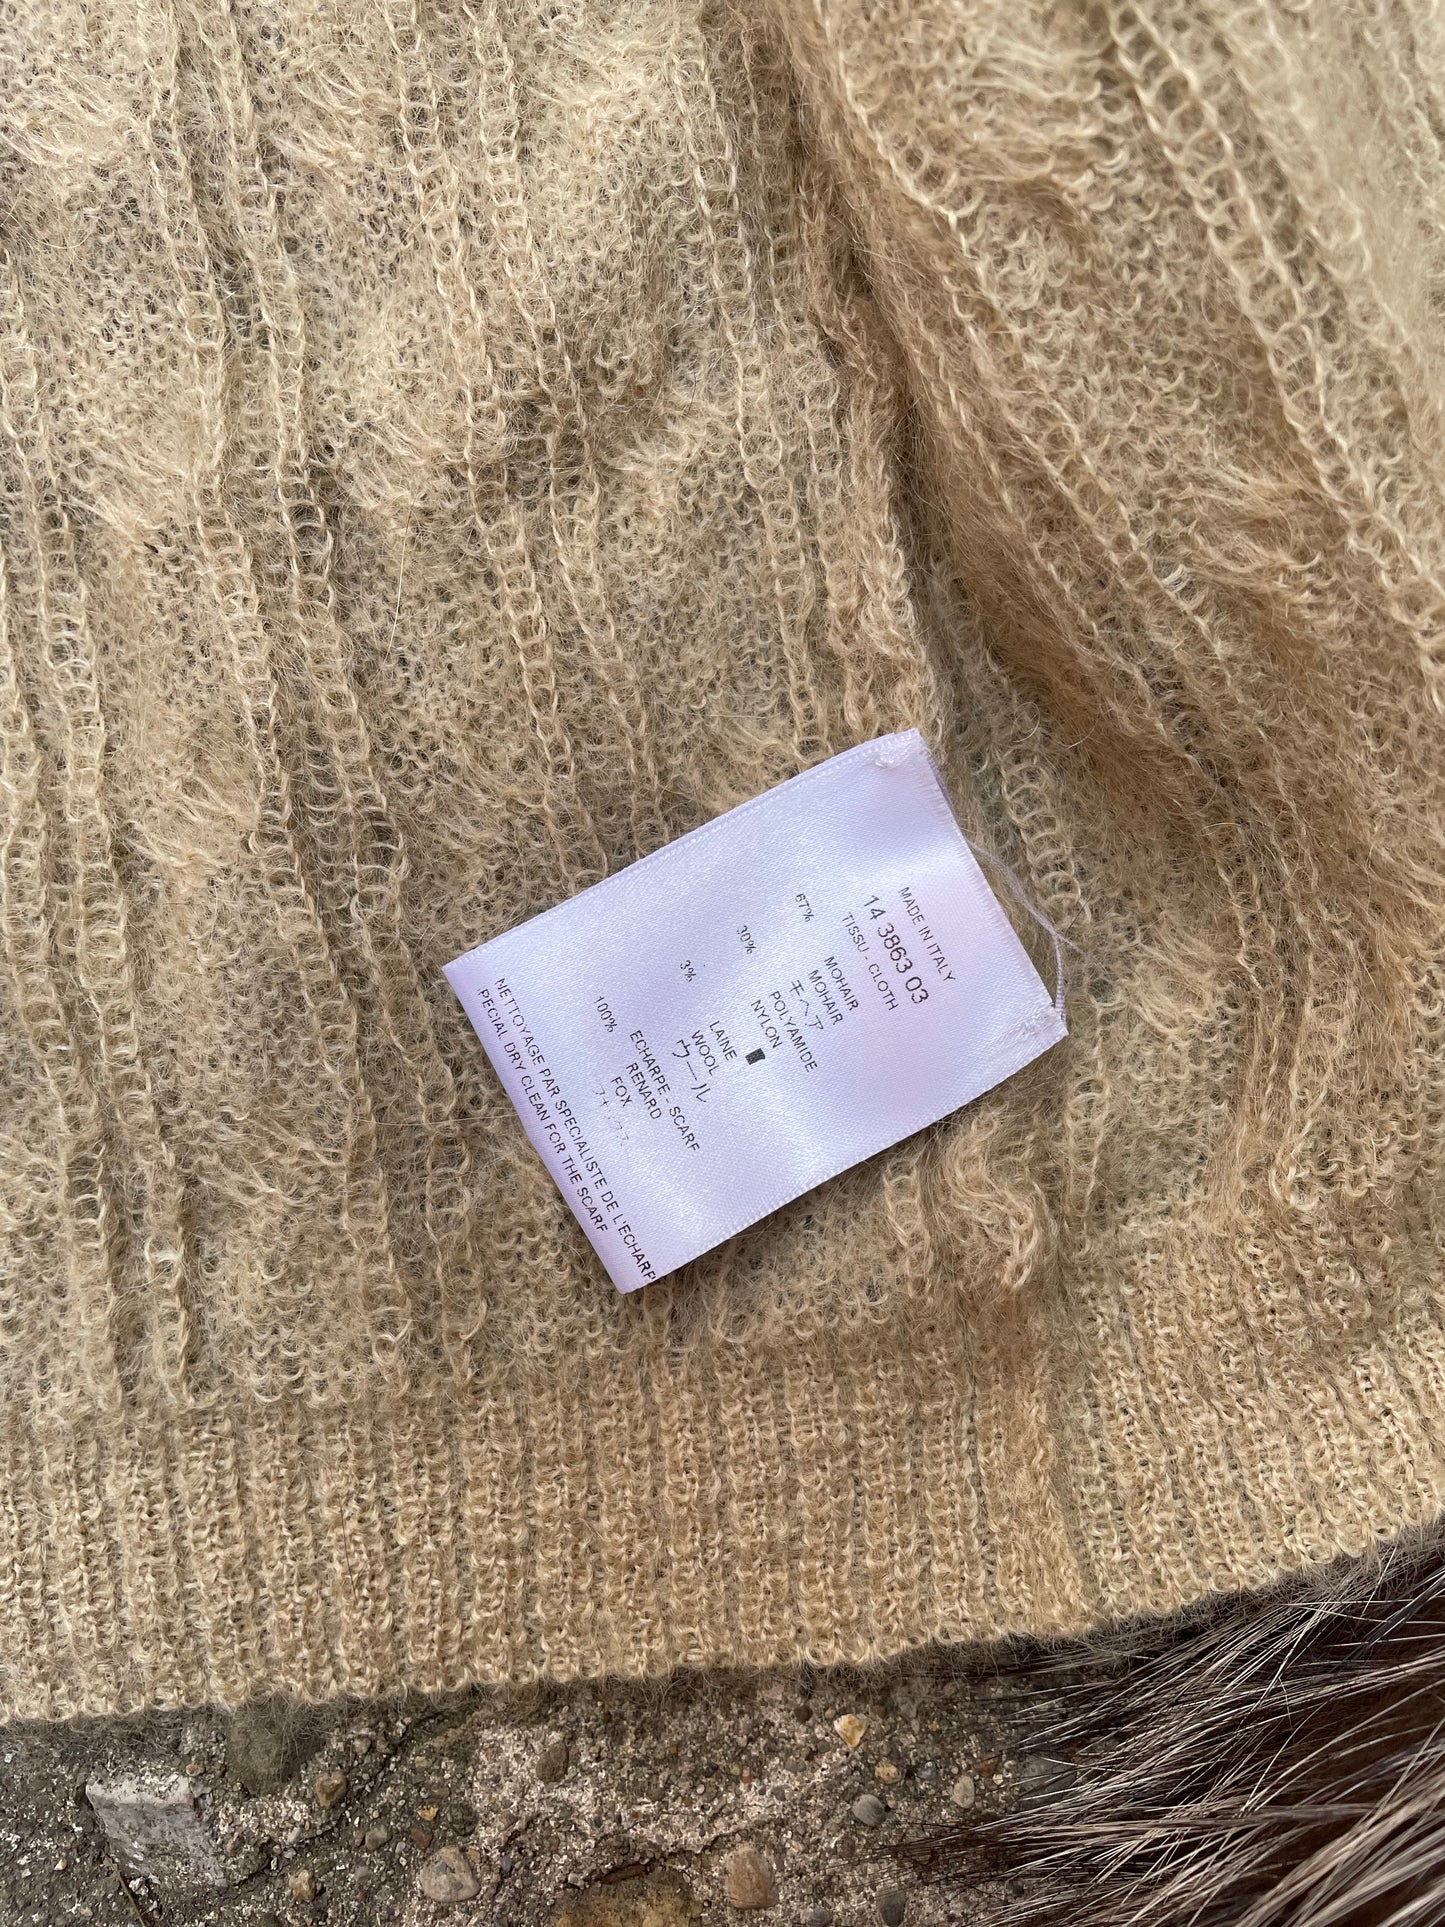 MADE IN ITALY
14 3863 03
TISSU - CLOTH
67% MOHAIR
MOHAIR
モヘア
30% POLYAMIDE
NYLON
3% LAINE
WOOL
ウール
ECHARPE - SCARF
100% RENARD
FOX
NETTOYAGE PAR SPECIALISTE DE L'ECHARP
PECIAL DRY CLEAN FOR THE SCARF